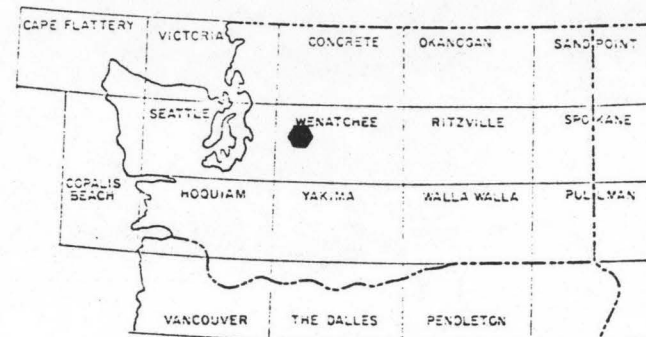 CAPE FLATTERY
VICTORIA
CONCRETE
OKANOGAN
SANDPOINT
SEATTLE
WENATCHEE
RITZVILLE
SPOKANE
COPALIS
BEACH
HOQUIAM
YAKIMA
WALLA WALLA
PULLMAN
VANCOUVER
THE DALLES
PENDLETON